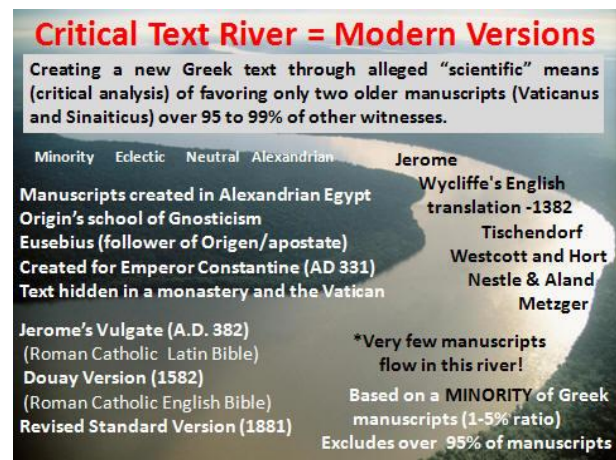 Critical Text River = Modern Versions
Creating a new Greek text through alleged “scientific” means
(critical analysis) of favoring only two older manuscripts (Vaticanus
and Sinaiticus) over 95 to 99% of other witnesses.
Minority Eclectic Neutral Alexandrian
Manuscripts created in Alexandrian Egypt
Origin’s school of Gnosticism
Eusebius (follower of Origen/apostate)
Created for Emperor Constantine (AD 331)
Text hidden in a monastery and the Vatican
Jerome’s Vulgate (A.D. 382)
(Roman Catholic Latin Bible)
Douay Version (1582)
(Roman Catholic English Bible)
Revised Standard Version (1881)
Jerome
Wycliffe's English
translation -1382
Tischendorf
Westcott and Hort
Nestle & Aland
Metzger
*Very few manuscripts
flow in this river!
Based on a MINORITY of Greek
manuscripts (1-5% ratio)
Excludes over 95% of manuscripts